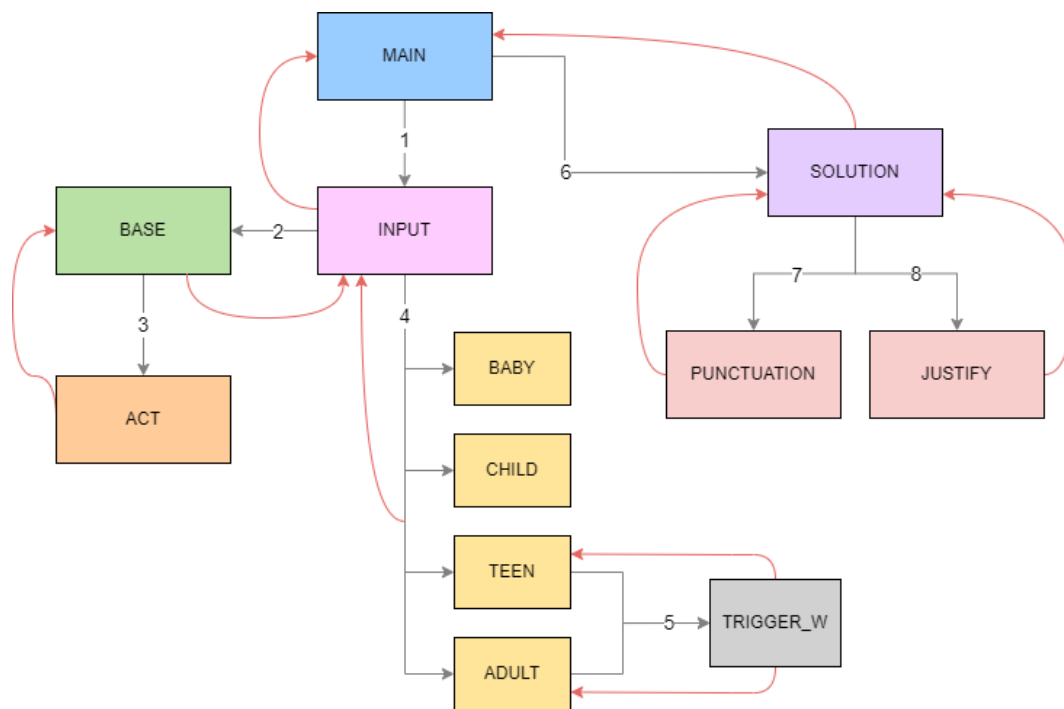 MAIN
1
6
SOLUTION
BASE
2
INPUT
7
8
3
4
BABY
PUNCTUATION
JUSTIFY
ACT
CHILD
TEEN
5
TRIGGER_W
ADULT